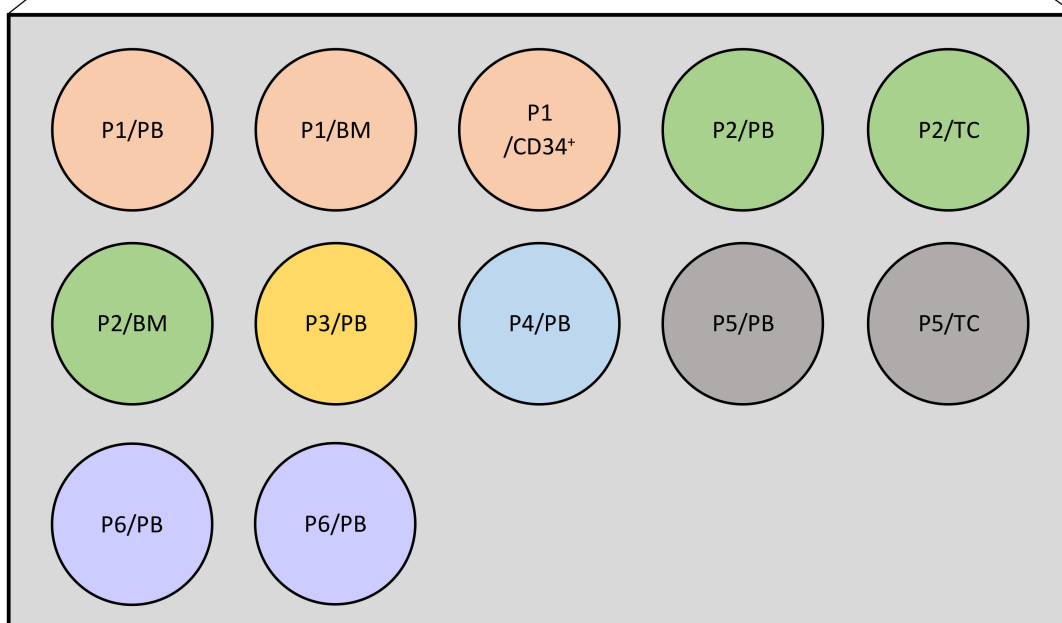 P1/PB
P1/BM
P1
/CD34⁺
P2/PB
P2/TC
P2/BM
P3/PB
P4/PB
P5/PB
P5/TC
P6/PB
P6/PB